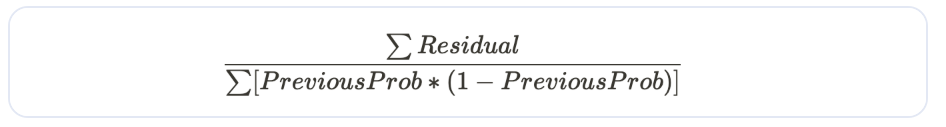 ∑ Residual
∑[PreviousProb ∗ (1 − PreviousProb)]